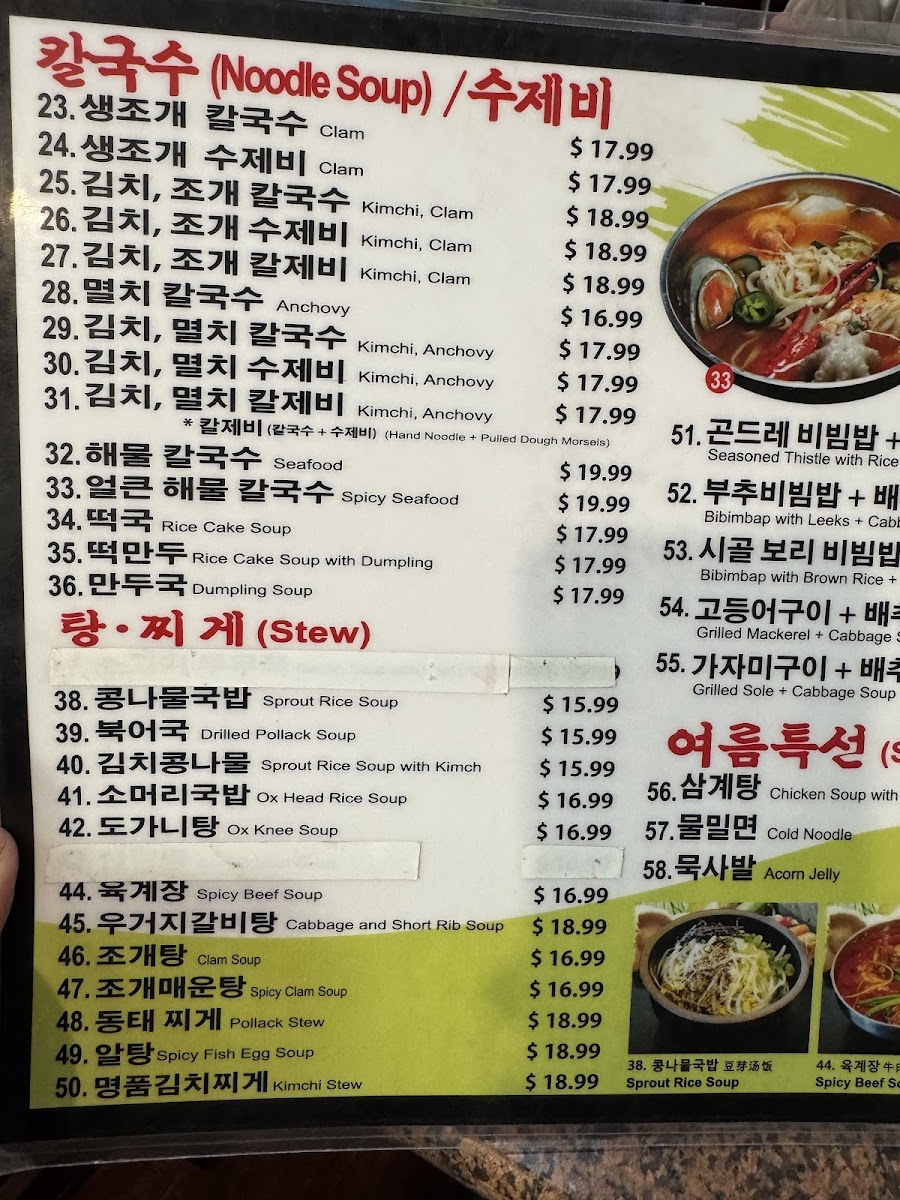 칼국수 (Noodle Soup) / 수제비
23. 생조개 칼국수 Clam $ 17.99
24. 생조개 수제비 Clam $ 17.99
25. 김치, 조개 칼국수 Kimchi, Clam $ 18.99
26. 김치, 조개 수제비 Kimchi, Clam $ 18.99
27. 김치, 조개 칼제비 Kimchi, Clam $ 18.99
28. 멸치 칼국수 Anchovy $ 16.99
29. 김치, 멸치 칼국수 Kimchi, Anchovy $ 17.99
30. 김치, 멸치 수제비 Kimchi, Anchovy $ 17.99
31. 김치, 멸치 칼제비 Kimchi, Anchovy $ 17.99
* 칼제비 (칼국수 + 수제비) (Hand Noodle + Pulled Dough Morsels)
32. 해물 칼국수 Seafood $ 19.99
33. 얼큰 해물 칼국수 Spicy Seafood $ 19.99
34. 떡국 Rice Cake Soup $ 17.99
35. 떡만두 Rice Cake Soup with Dumpling $ 17.99
36. 만두국 Dumpling Soup $ 17.99
탕 · 찌게 (Stew)
38. 콩나물국밥 Sprout Rice Soup $ 15.99
39. 북어국 Drilled Pollack Soup $ 15.99
40. 김치콩나물 Sprout Rice Soup with Kimch $ 15.99
41. 소머리국밥 Ox Head Rice Soup $ 16.99
42. 도가니탕 Ox Knee Soup $ 16.99
44. 육계장 Spicy Beef Soup $ 16.99
45. 우거지갈비탕 Cabbage and Short Rib Soup $ 18.99
46. 조개탕 Clam Soup $ 16.99
47. 조개매운탕 Spicy Clam Soup $ 16.99
48. 동태 찌게 Pollack Stew $ 18.99
49. 알탕 Spicy Fish Egg Soup $ 18.99
50. 명품김치찌게 Kimchi Stew $ 18.99
33
51. 곤드레 비빔밥 +
Seasoned Thistle with Rice
52. 부추비빔밥 + 배
Bibimbap with Leeks + Cabb
53. 시골 보리 비빔밥
Bibimbap with Brown Rice +
54. 고등어구이 + 배추
Grilled Mackerel + Cabbage S
55. 가자미구이 + 배추
Grilled Sole + Cabbage Soup
여름특선 (S
56. 삼계탕 Chicken Soup with
57. 물밀면 Cold Noodle
58. 묵사발 Acorn Jelly
38. 콩나물국밥 豆芽汤饭
Sprout Rice Soup
44. 육계장 牛肉
Spicy Beef So